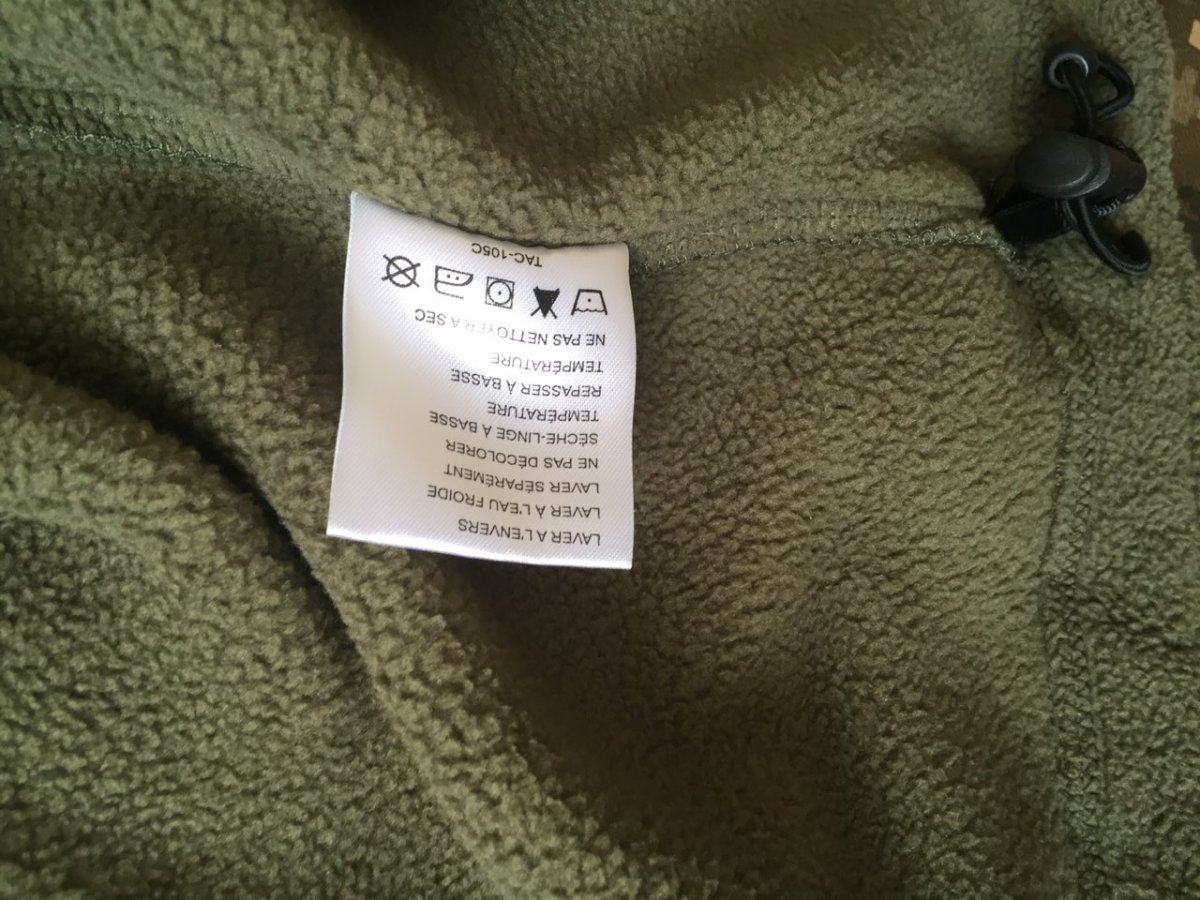 LAVER A L'ENVERS
LAVER À L'EAU FROIDE
LAVER SÉPARÉMENT
NE PAS DÉCOLORER
SÉCHE-LINGE À BASSE
TEMPÉRATURE
REPASSER À BASSE
TEMPÉRATURE
NE PAS NETTOYER A SEC
TAC-105C